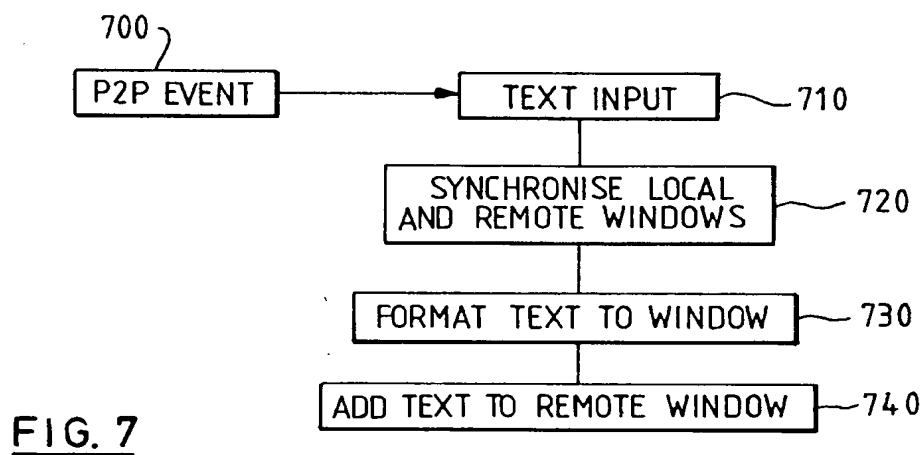 700
P2P EVENT
TEXT INPUT
710
SYNCHRONISE LOCAL
AND REMOTE WINDOWS
720
FORMAT TEXT TO WINDOW
730
ADD TEXT TO REMOTE WINDOW
740
FIG. 7